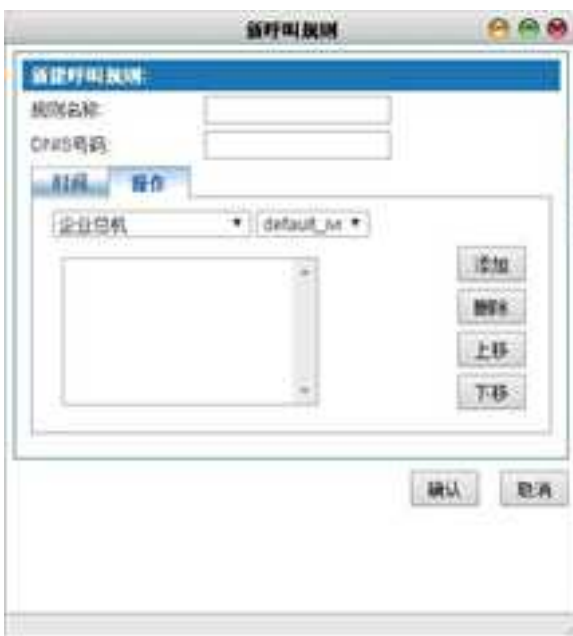 新呼叫规则
新建呼叫规则:
规则名称:
DNIS号码:
时间 操作
企业总机 default_ivr
添加
删除
上移
下移
确认 取消